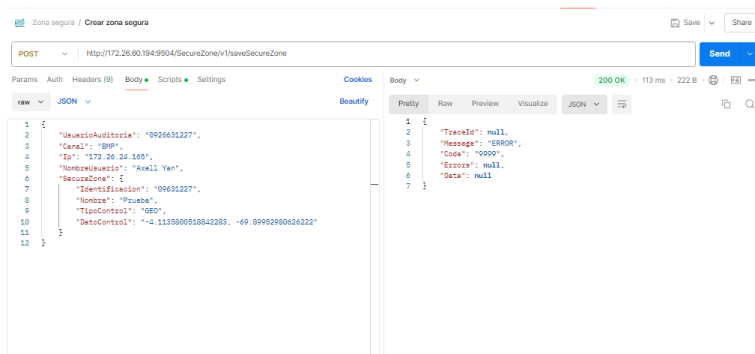 Zona segura / Crear zona segura
Save
Share
POST
http://172.26.60.194:9504/SecureZone/v1/saveSecureZone
Send
Params Auth Headers (9) Body Scripts Settings Cookies
raw JSON Beautify
1 {
2 "UsuarioAuditoria": "0926631227",
3 "Canal": "BMP",
4 "Ip": "172.26.24.165",
5 "NombreUsuario": "Axell Yan",
6 "SecureZone": {
7 "Identificacion": "09631227",
8 "Nombre": "Prueba",
9 "TipoControl": "GEO",
10 "DatoControl": "-4.1135800518842283, -69.89952980626222"
11 }
12 }
Body 200 OK 113 ms 222 B
Pretty Raw Preview Visualize JSON
1 {
2 "TraceId": null,
3 "Message": "ERROR",
4 "Code": "9999",
5 "Errors": null,
6 "Data": null
7 }